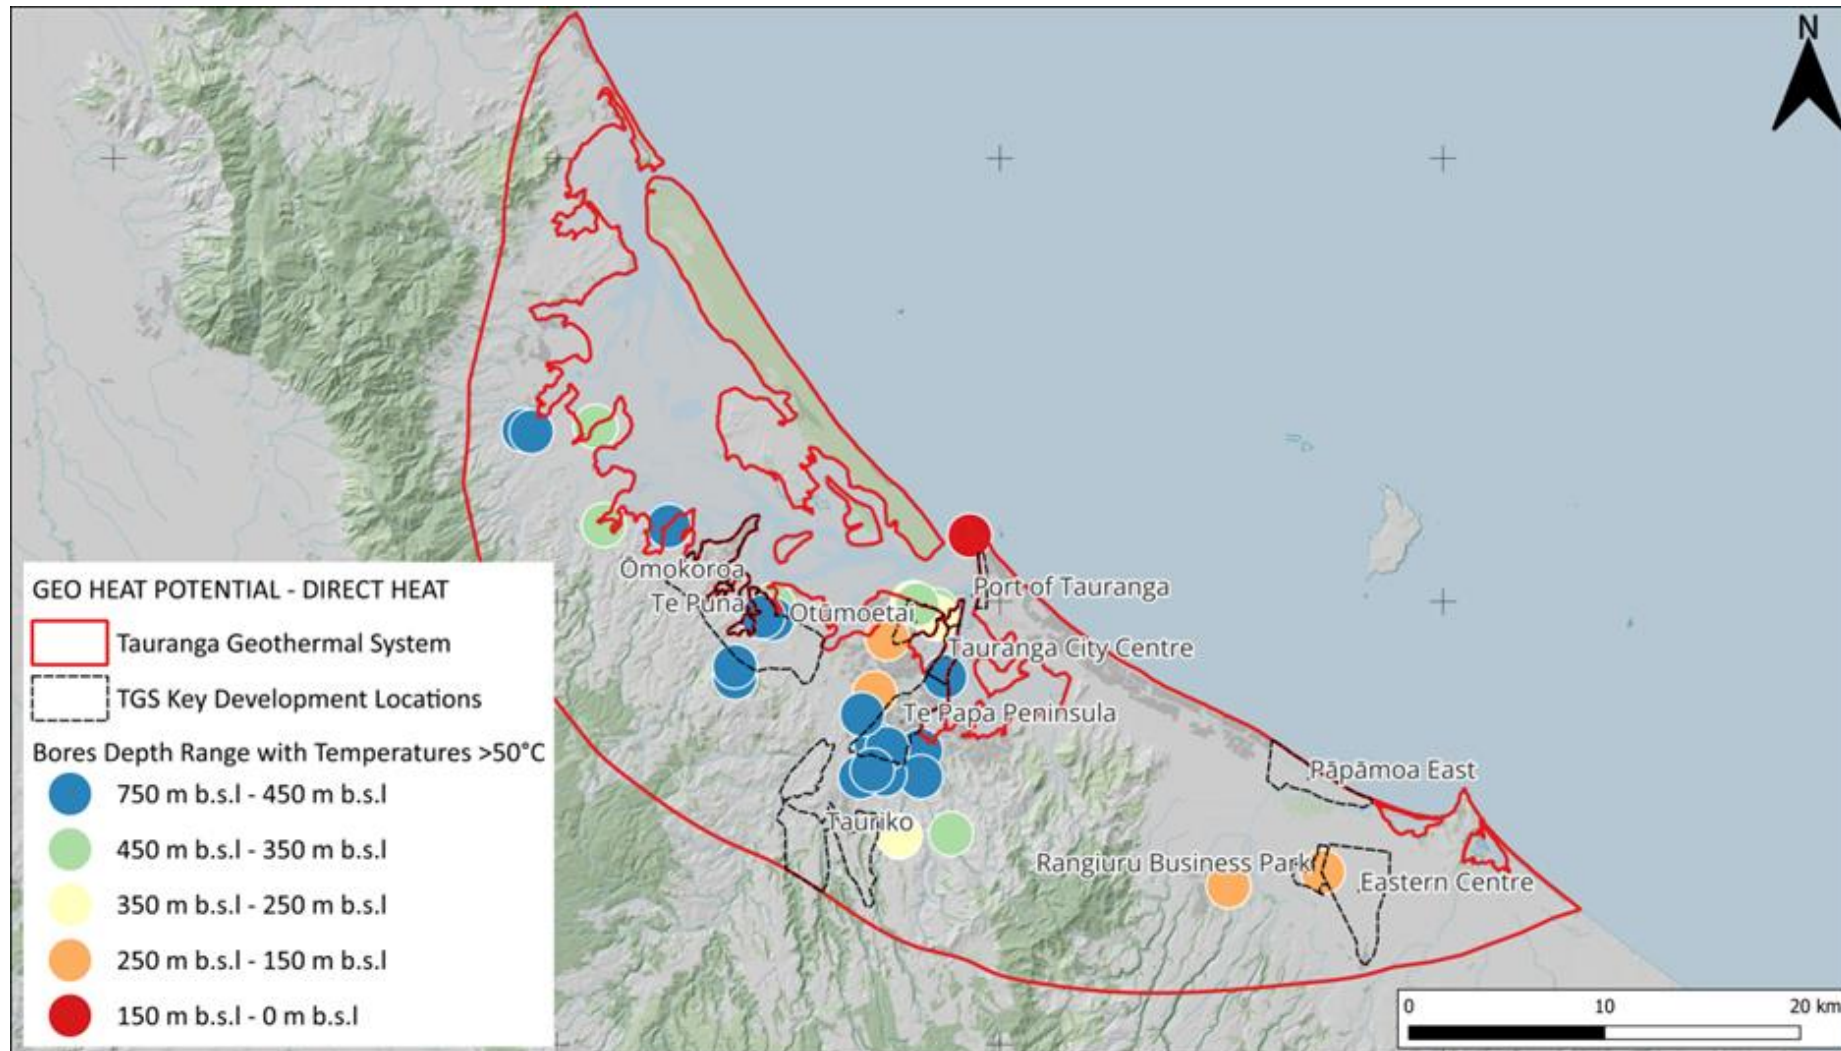 N
Ōmokoroa
Te Puna
Otūmoetai
Port of Tauranga
Tauranga City Centre
Te Papa Peninsula
Tauriko
Pāpāmoa East
Rangiuru Business Park
Eastern Centre
GEO HEAT POTENTIAL - DIRECT HEAT
Tauranga Geothermal System
TGS Key Development Locations
Bores Depth Range with Temperatures >50°C
750 m b.s.l - 450 m b.s.l
450 m b.s.l - 350 m b.s.l
350 m b.s.l - 250 m b.s.l
250 m b.s.l - 150 m b.s.l
150 m b.s.l - 0 m b.s.l
0 10 20 km